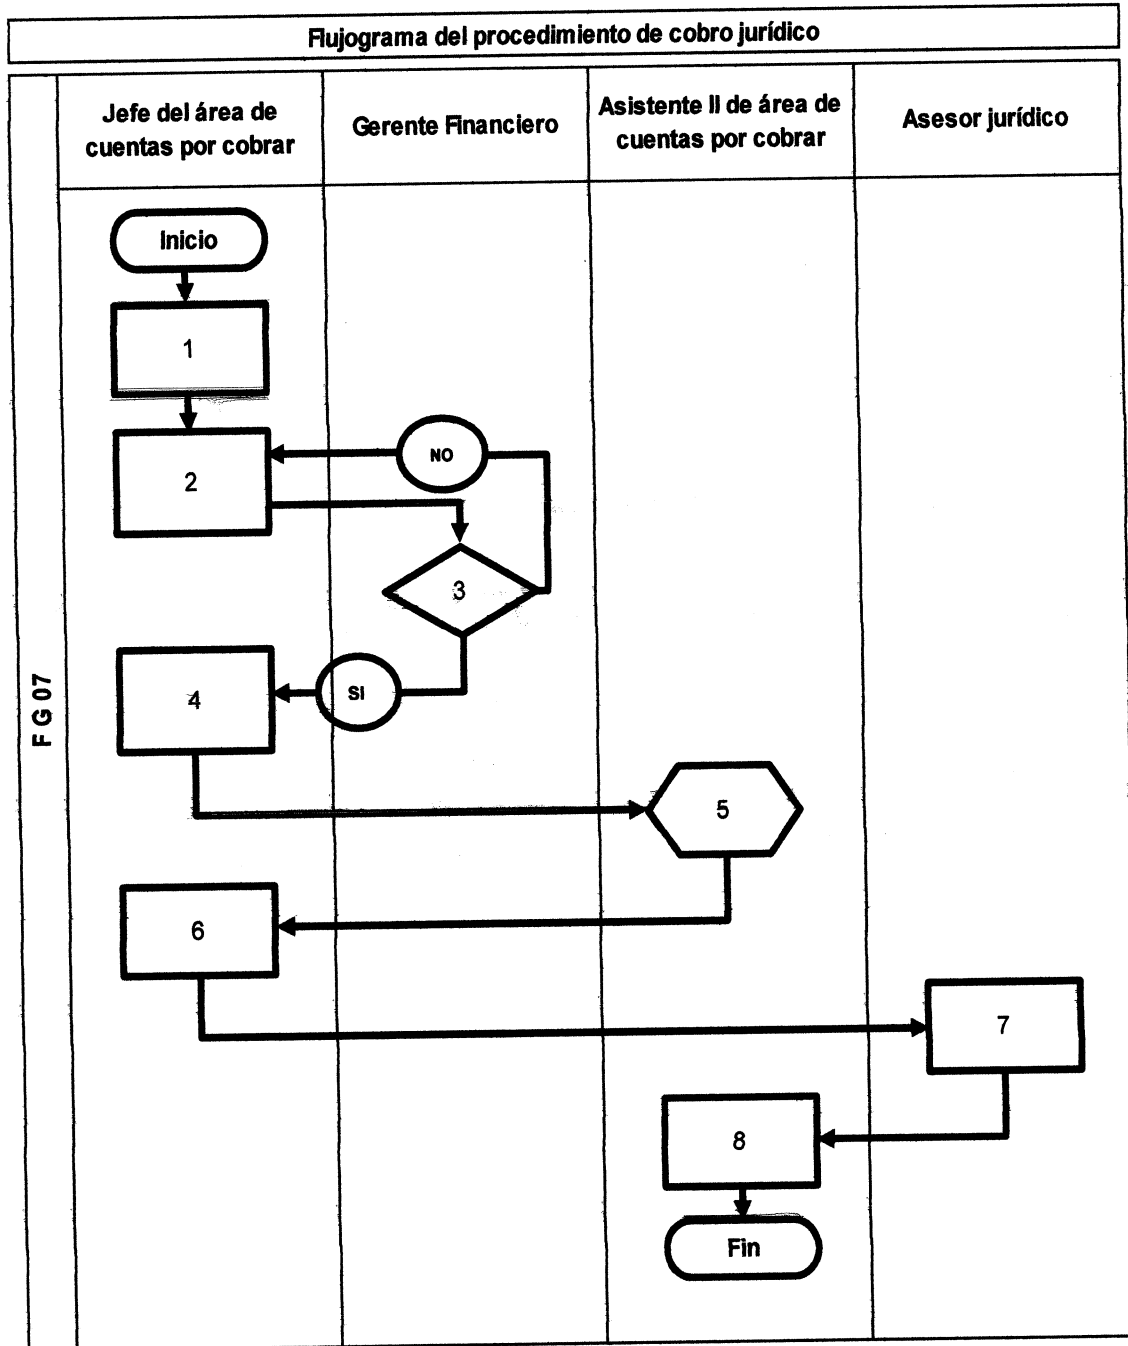 Flujograma del procedimiento de cobro jurídico
Jefe del área de
cuentas por cobrar
Gerente Financiero
Asistente II de área de
cuentas por cobrar
Asesor jurídico
F G 07
Inicio
1
2
NO
3
4
SI
5
6
7
8
Fin